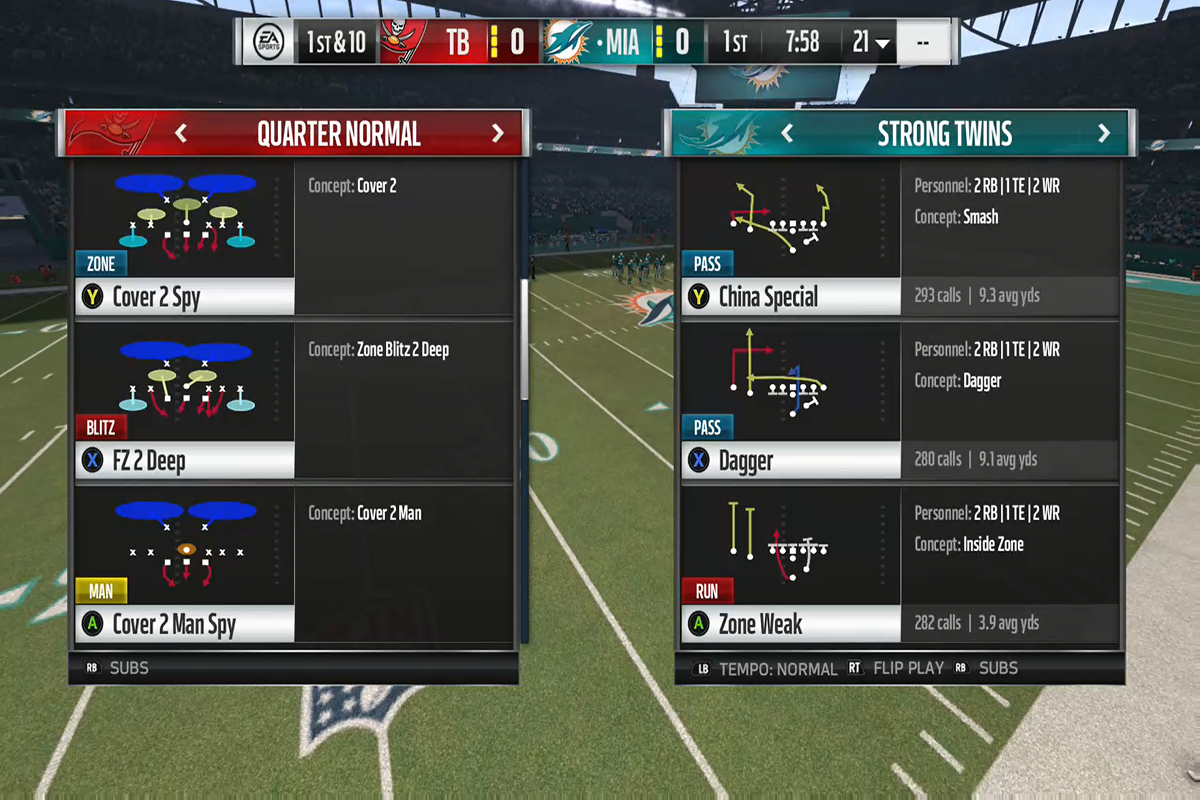 EA SPORTS 1ST & 10 TB 0 · MIA 0 1ST 7:58 21 --
QUARTER NORMAL
Concept: Cover 2
ZONE
Y Cover 2 Spy
Concept: Zone Blitz 2 Deep
BLITZ
X FZ 2 Deep
Concept: Cover 2 Man
MAN
A Cover 2 Man Spy
RB SUBS
STRONG TWINS
Personnel: 2 RB | 1 TE | 2 WR
Concept: Smash
PASS
Y China Special
293 calls | 9.3 avg yds
Personnel: 2 RB | 1 TE | 2 WR
Concept: Dagger
PASS
X Dagger
280 calls | 9.1 avg yds
Personnel: 2 RB | 1 TE | 2 WR
Concept: Inside Zone
RUN
A Zone Weak
282 calls | 3.9 avg yds
LB TEMPO: NORMAL RT FLIP PLAY RB SUBS